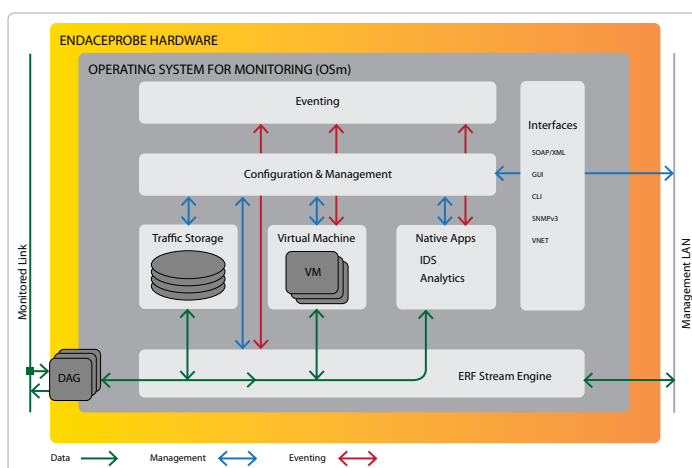 ENDACEPROBE HARDWARE
OPERATING SYSTEM FOR MONITORING (OSm)
Eventing
Interfaces
SOAP/XML
GUI
CLI
SNMPv3
VNET
Configuration & Management
Traffic Storage
Virtual Machine
VM
Native Apps
IDS
Analytics
Monitored Link
Management LAN
DAG
ERF Stream Engine
Data
Management
Eventing